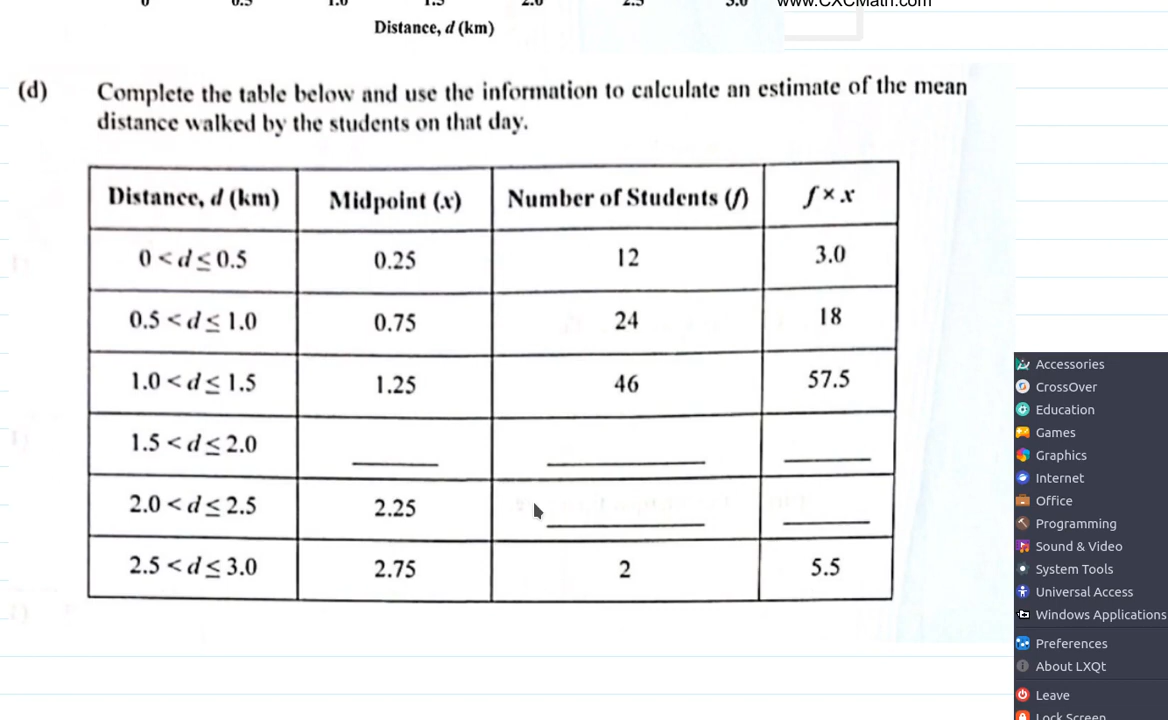 Distance, d (km)
www.CXCMath.com
(d) Complete the table below and use the information to calculate an estimate of the mean
distance walked by the students on that day.
Distance, d (km) Midpoint (x) Number of Students (f) f × x
0 < d ≤ 0.5 0.25 12 3.0
0.5 < d ≤ 1.0 0.75 24 18
1.0 < d ≤ 1.5 1.25 46 57.5
1.5 < d ≤ 2.0
2.0 < d ≤ 2.5 2.25
2.5 < d ≤ 3.0 2.75 2 5.5
Accessories
CrossOver
Education
Games
Graphics
Internet
Office
Programming
Sound & Video
System Tools
Universal Access
Windows Applications
Preferences
About LXQt
Leave
Lock Screen